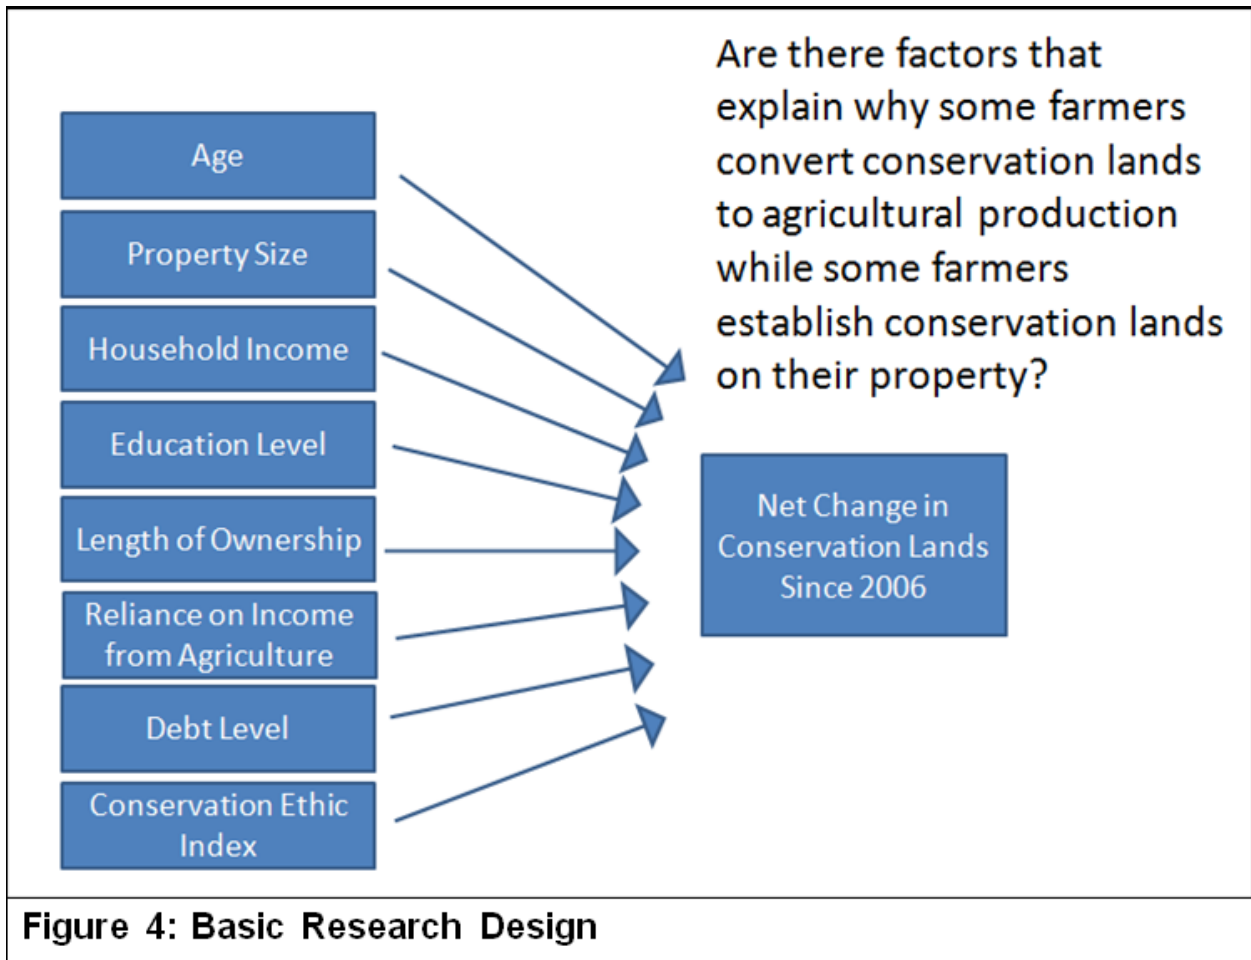 Are there factors that
explain why some farmers
convert conservation lands
to agricultural production
while some farmers
establish conservation lands
on their property?
Age
Property Size
Household Income
Education Level
Length of Ownership
Reliance on Income
from Agriculture
Debt Level
Conservation Ethic
Index
Net Change in
Conservation Lands
Since 2006
Figure 4: Basic Research Design